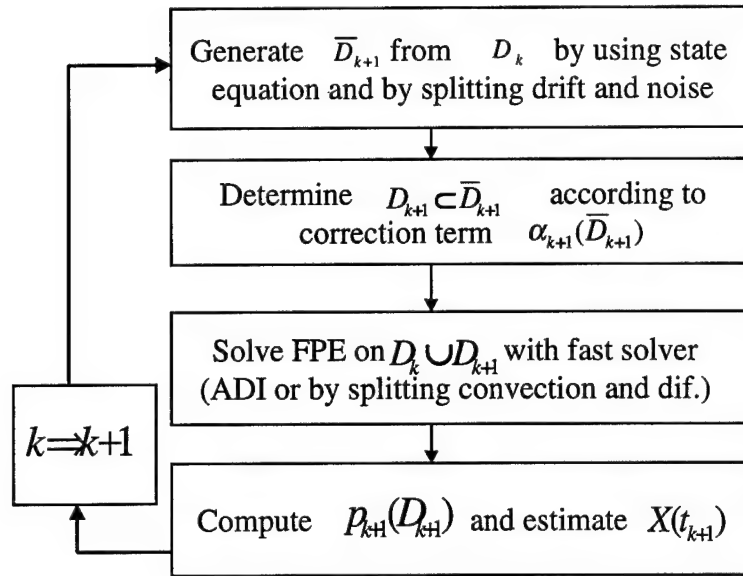 Generate D̄ₖ₊₁ from Dₖ by using state
equation and by splitting drift and noise
Determine Dₖ₊₁ ⊂ D̄ₖ₊₁ according to
correction term αₖ₊₁(D̄ₖ₊₁)
Solve FPE on Dₖ ∪ Dₖ₊₁ with fast solver
(ADI or by splitting convection and dif.)
k⇒k+1
Compute pₖ₊₁(Dₖ₊₁) and estimate X(tₖ₊₁)